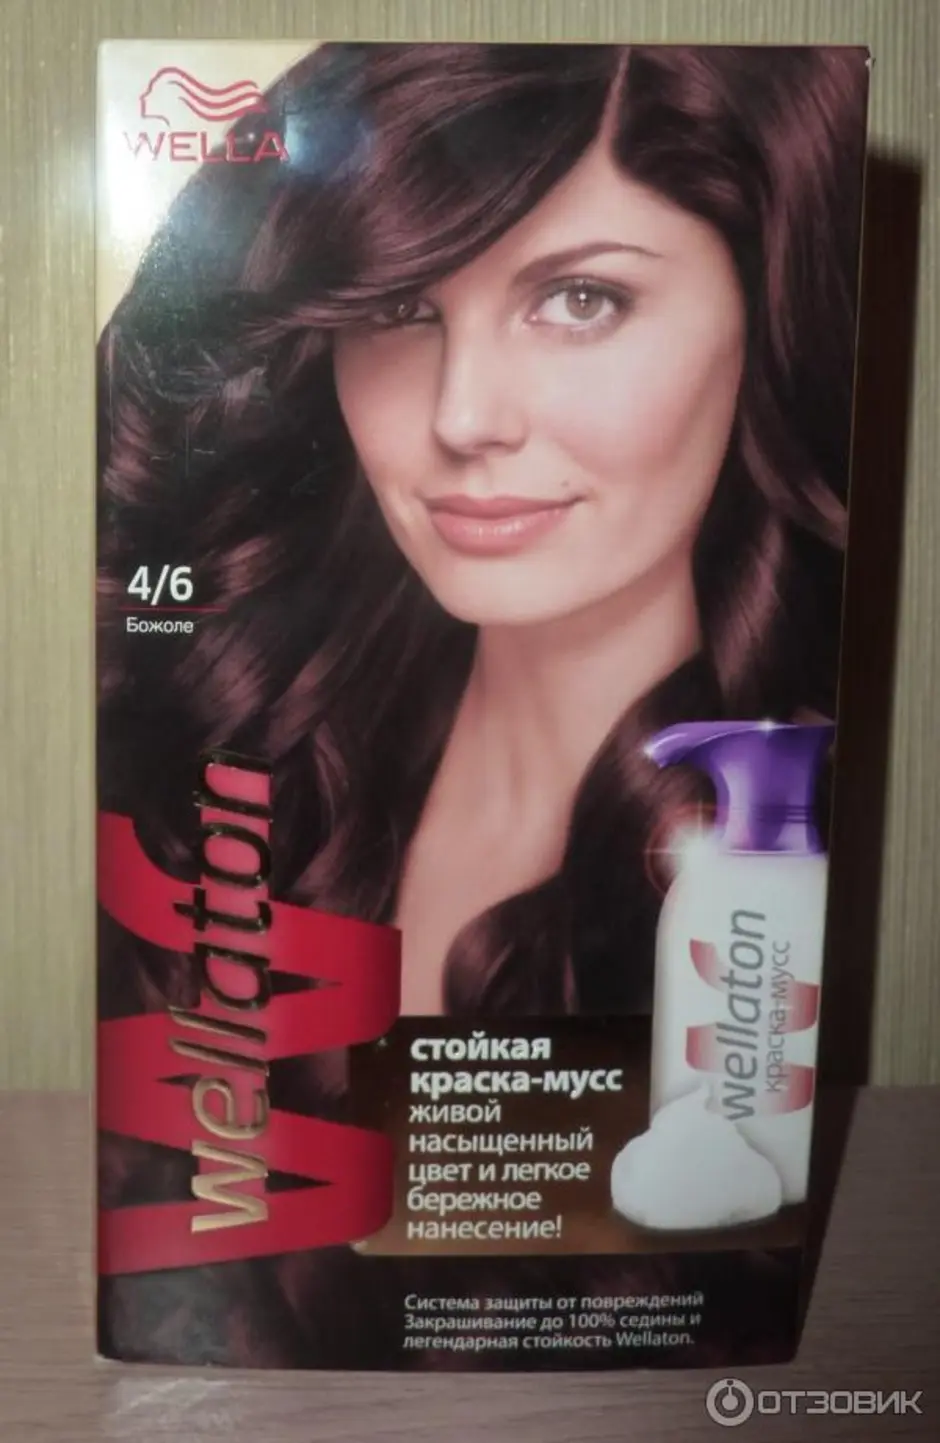 WELLA
4/6
Божоле
wellaton
wellaton
краска-мусс
стойкая
краска-мусс
живой
насыщенный
цвет и легкое
бережное
нанесение!
Система защиты от повреждений
Закрашивание до 100% седины и
легендарная стойкость Wellaton.
ОТЗОВИК